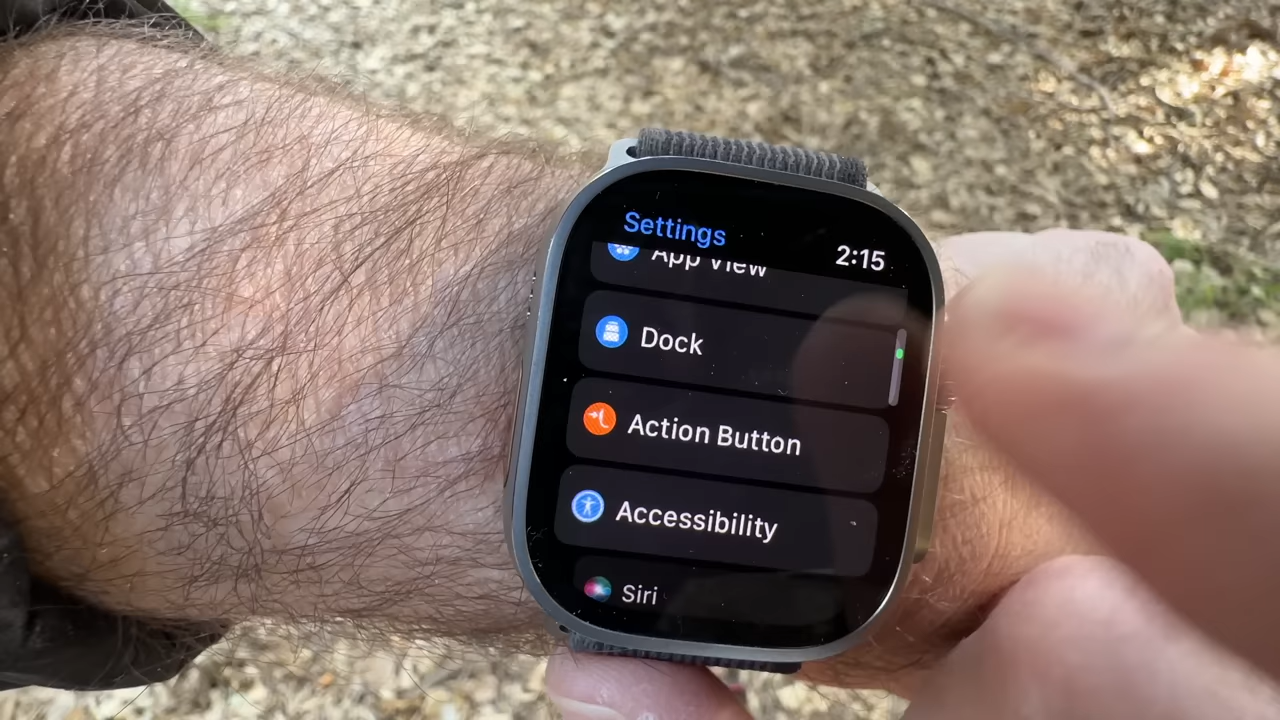 Settings
2:15
App View
Dock
Action Button
Accessibility
Siri